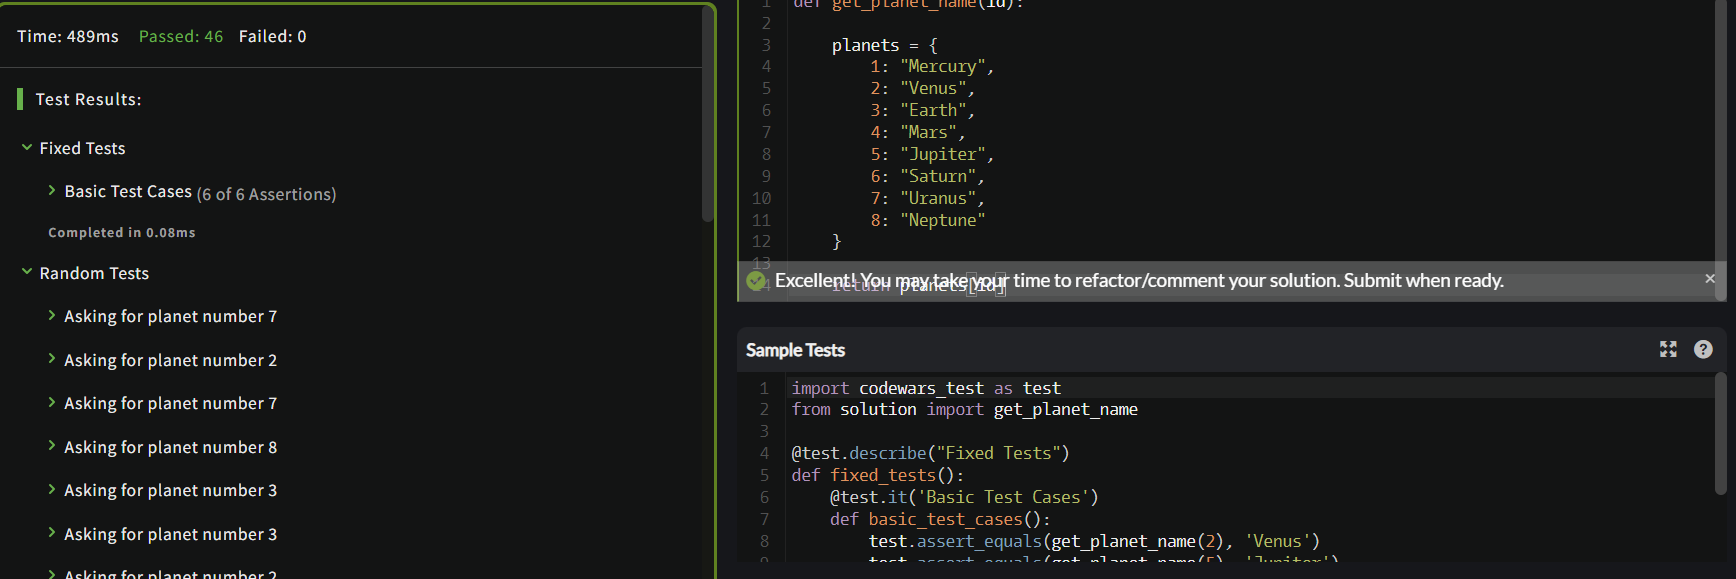 Time: 489ms Passed: 46 Failed: 0
Test Results:
Fixed Tests
Basic Test Cases (6 of 6 Assertions)
Completed in 0.08ms
Random Tests
Asking for planet number 7
Asking for planet number 2
Asking for planet number 7
Asking for planet number 8
Asking for planet number 3
Asking for planet number 3
Asking for planet number 2
1 def get_planet_name(id):
2
3 planets = {
4 1: "Mercury",
5 2: "Venus",
6 3: "Earth",
7 4: "Mars",
8 5: "Jupiter",
9 6: "Saturn",
10 7: "Uranus",
11 8: "Neptune"
12 }
13
14 return planets[id]
Excellent! You may take your time to refactor/comment your solution. Submit when ready.
Sample Tests
1 import codewars_test as test
2 from solution import get_planet_name
3
4 @test.describe("Fixed Tests")
5 def fixed_tests():
6 @test.it('Basic Test Cases')
7 def basic_test_cases():
8 test.assert_equals(get_planet_name(2), 'Venus')
9 test.assert_equals(get_planet_name(5), 'Jupiter')